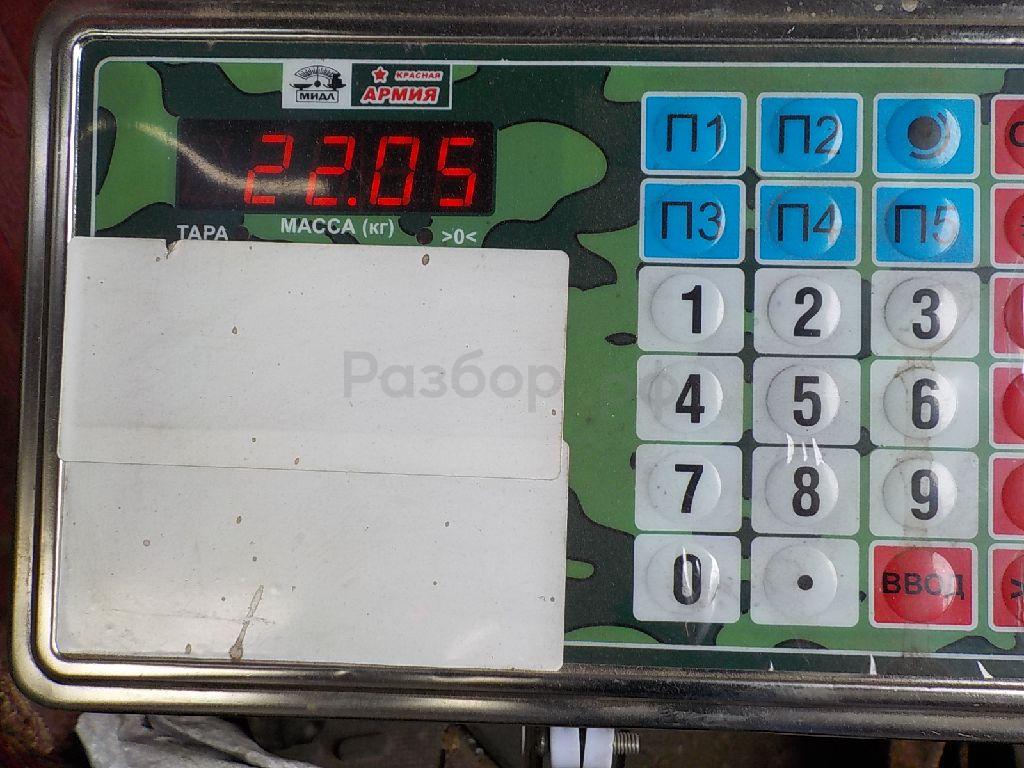 МИДЛ
КРАСНАЯ
АРМИЯ
22.05
ТАРА МАССА (кг) >0<
П1 П2
П3 П4 П5
1 2 3
4 5 6
7 8 9
0 . ВВОД
Разбор.рф